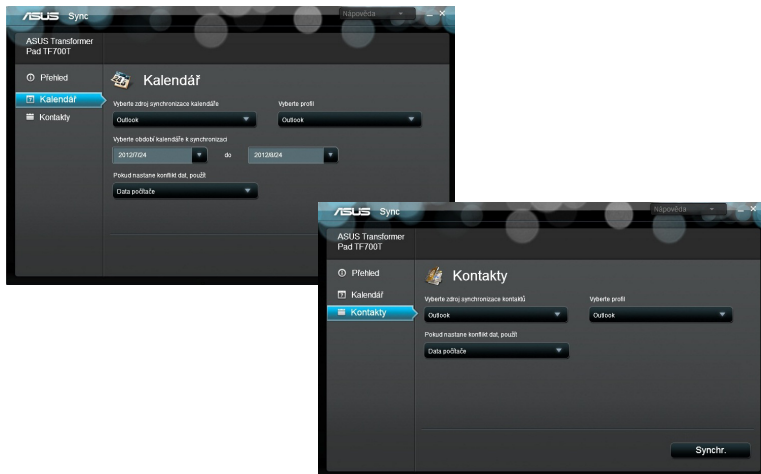 ASUS Sync
Nápověda
ASUS Transformer
Pad TF700T
Přehled
Kalendář
Kontakty
Kalendář
Vyberte zdroj synchronizace kalendáře
Vyberte profil
Outlook
Outlook
Vyberte období kalendáře k synchronizaci
2012/7/24
do
2012/8/24
Pokud nastane konflikt dat, použít
Data počítače
ASUS Sync
Nápověda
ASUS Transformer
Pad TF700T
Přehled
Kalendář
Kontakty
Kontakty
Vyberte zdroj synchronizace kontaktů
Vyberte profil
Outlook
Outlook
Pokud nastane konflikt dat, použít
Data počítače
Synchr.